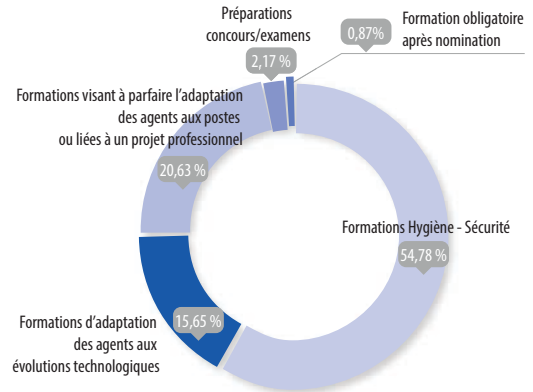 Préparations
concours/examens
2,17 %
Formation obligatoire
après nomination
0,87%
Formations visant à parfaire l'adaptation
des agents aux postes
ou liées à un projet professionnel
20,63 %
Formations Hygiène - Sécurité
54,78 %
15,65 %
Formations d'adaptation
des agents aux
évolutions technologiques